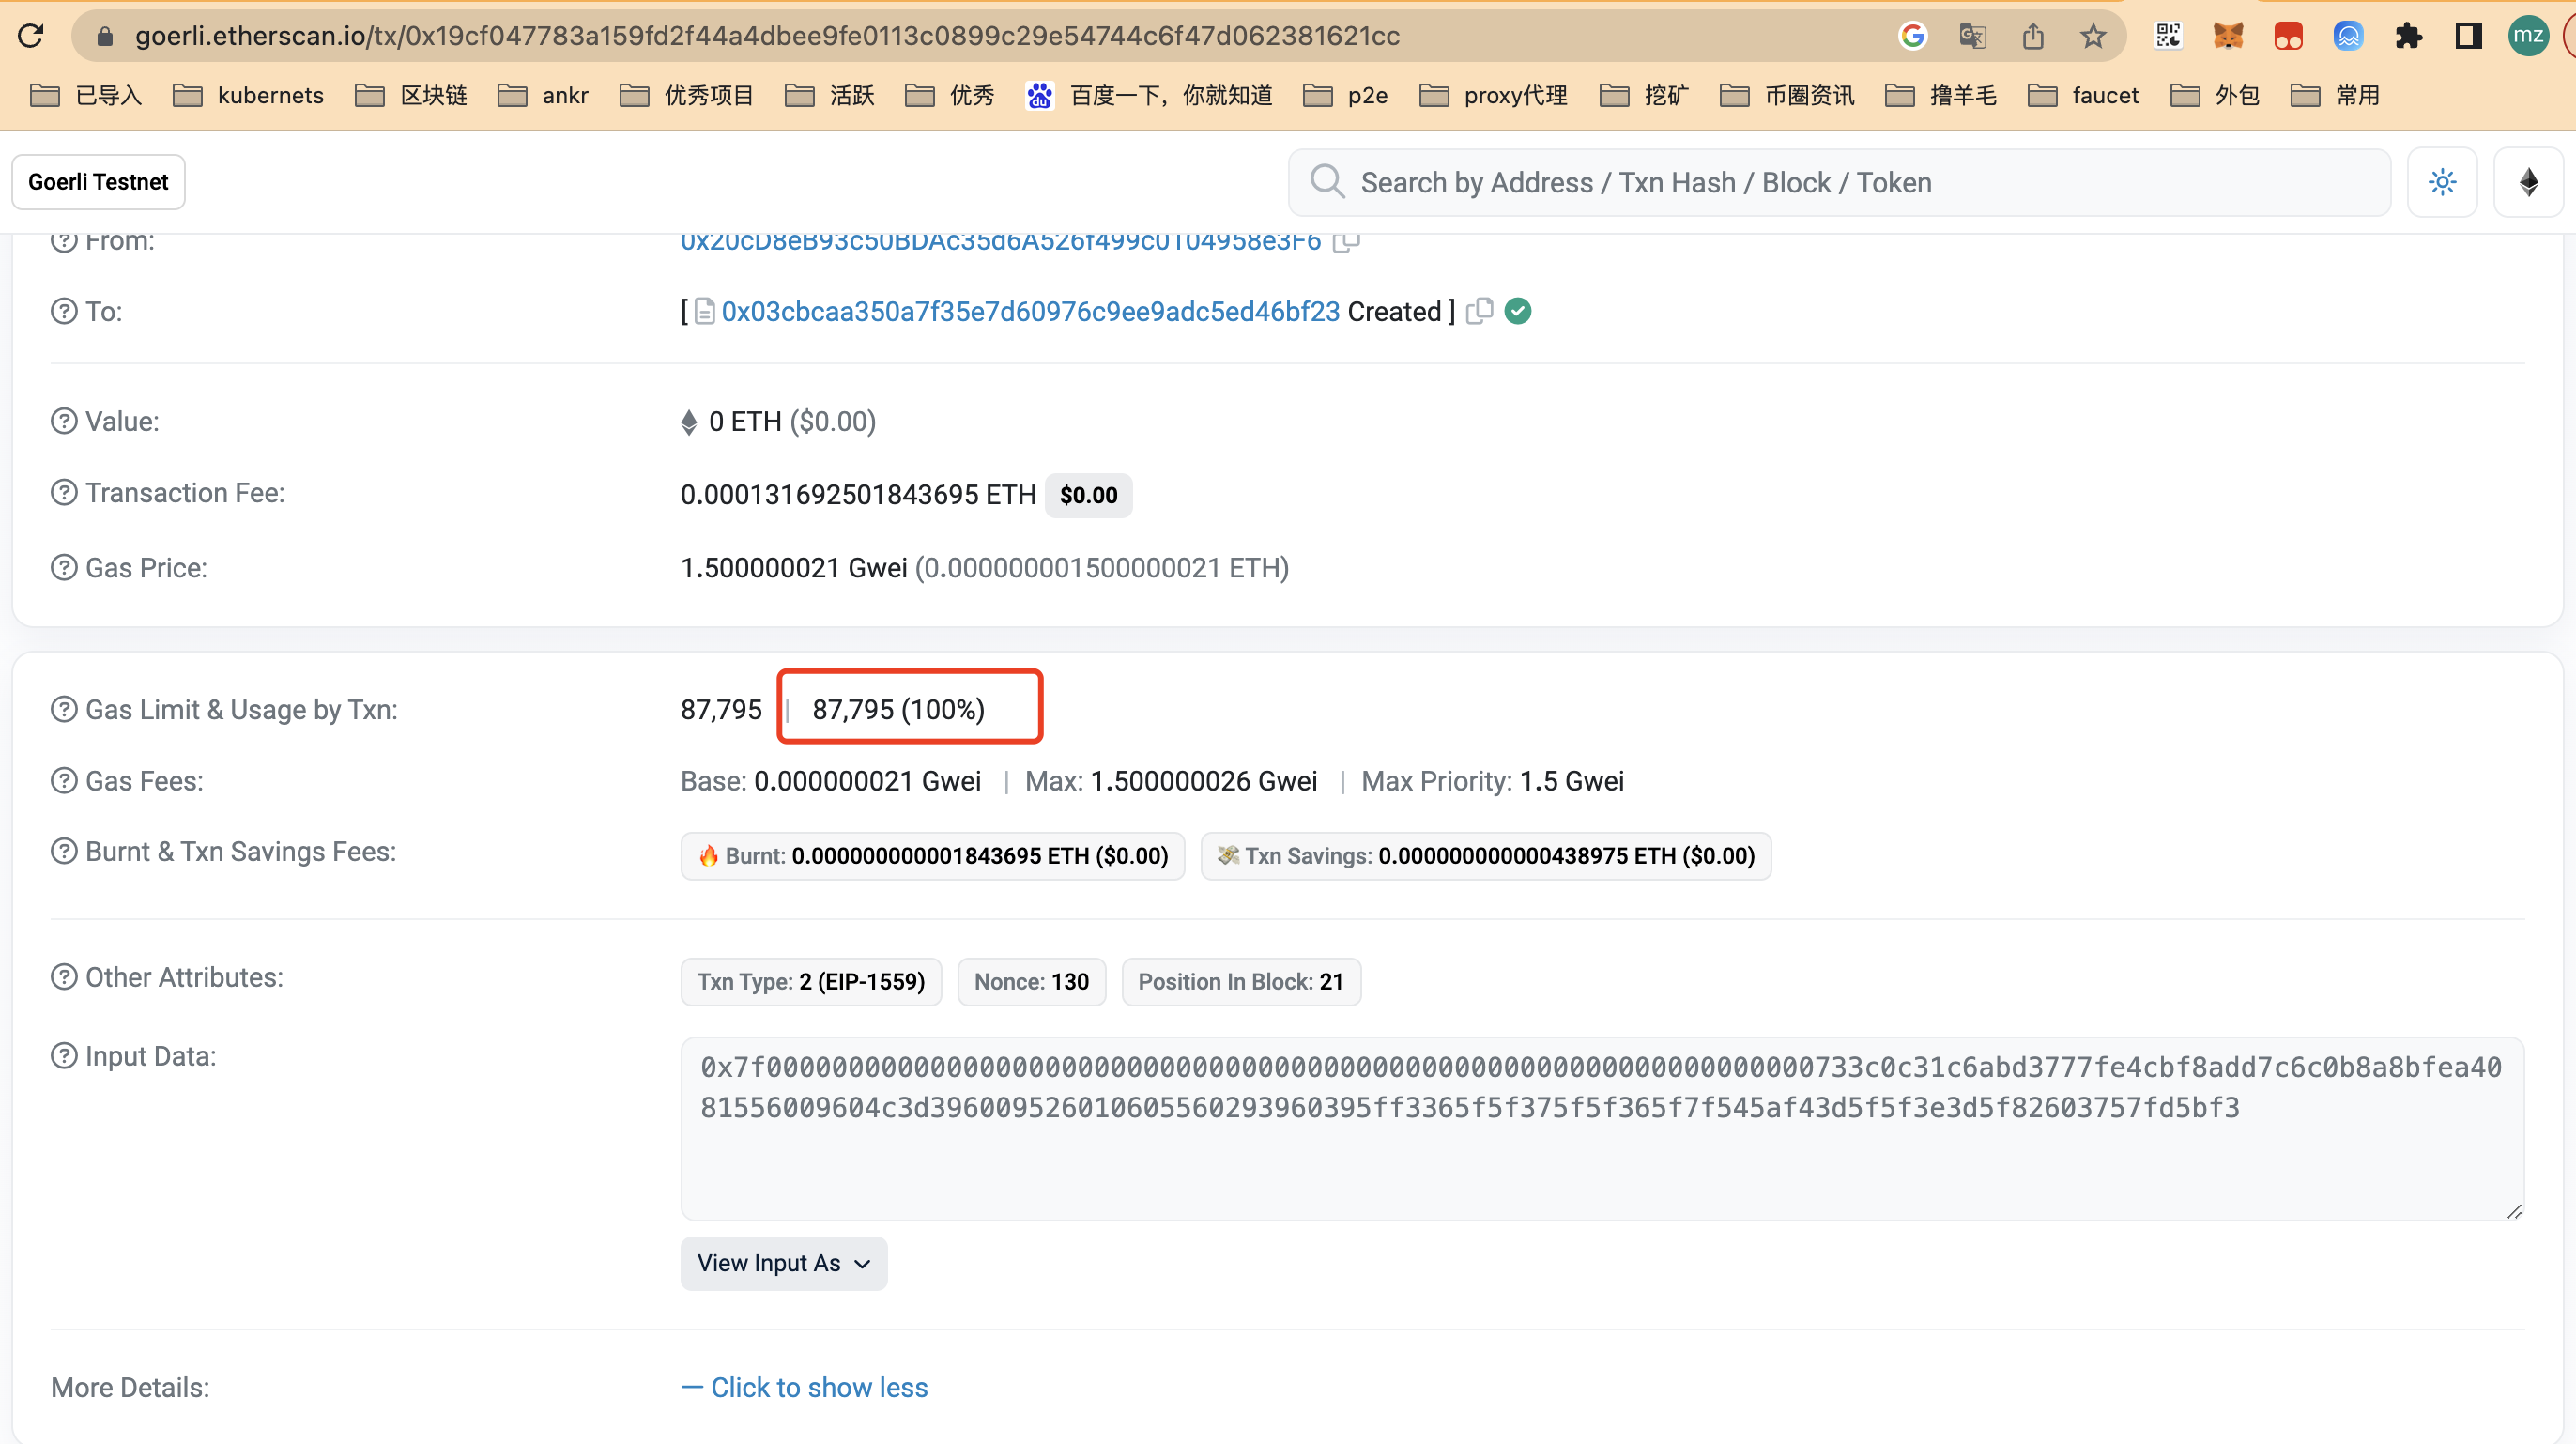 goerli.etherscan.io/tx/0x19cf047783a159fd2f44a4dbee9fe0113c0899c29e54744c6f47d062381621cc
mz
已导入 kubernets 区块链 ankr 优秀项目 活跃 优秀 百度一下，你就知道 p2e proxy代理 挖矿 币圈资讯 撸羊毛 faucet 外包 常用
Goerli Testnet
Search by Address / Txn Hash / Block / Token
From: 0x20cD8eB93c50BDAc35d6A526f499c0104958e3F6
To: [ 0x03cbcaa350a7f35e7d60976c9ee9adc5ed46bf23 Created ]
Value: 0 ETH ($0.00)
Transaction Fee: 0.000131692501843695 ETH $0.00
Gas Price: 1.500000021 Gwei (0.000000001500000021 ETH)
Gas Limit & Usage by Txn: 87,795 | 87,795 (100%)
Gas Fees: Base: 0.000000021 Gwei | Max: 1.500000026 Gwei | Max Priority: 1.5 Gwei
Burnt & Txn Savings Fees: 🔥 Burnt: 0.000000000001843695 ETH ($0.00) 💸 Txn Savings: 0.000000000000438975 ETH ($0.00)
Other Attributes: Txn Type: 2 (EIP-1559) Nonce: 130 Position In Block: 21
Input Data: 0x7f000000000000000000000000000000000000000000000000000000000000000733c0c31c6abd3777fe4cbf8add7c6c0b8a8bfea40
81556009604c3d396009526010605560293960395ff3365f5f375f5f365f7f545af43d5f5f3e3d5f82603757fd5bf3
View Input As
More Details: — Click to show less